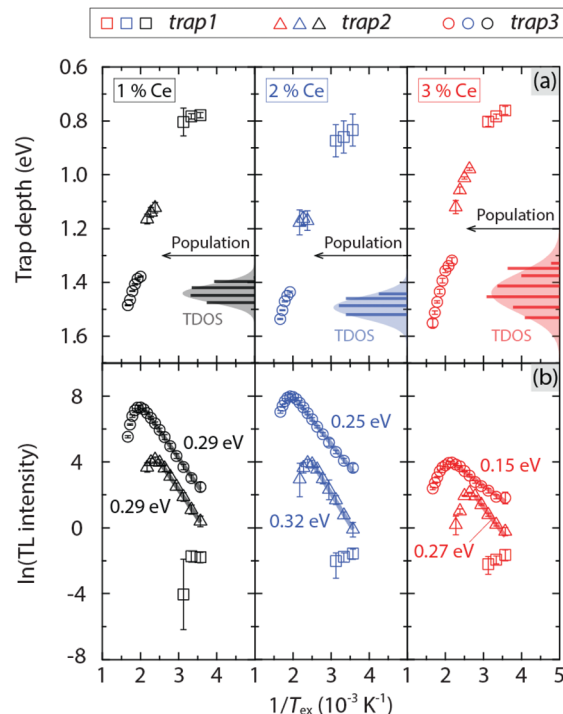 trap1 trap2 trap3
1 % Ce 2 % Ce 3 % Ce (a)
0.6
0.8
1.0
1.2
1.4
1.6
Trap depth (eV)
Population Population Population
TDOS TDOS TDOS
(b)
8
4
0
-4
-8
ln(TL intensity)
0.29 eV 0.25 eV 0.15 eV
0.29 eV 0.32 eV 0.27 eV
1 2 3 4 1 2 3 4 1 2 3 4 5
1/Tex (10-3 K-1)